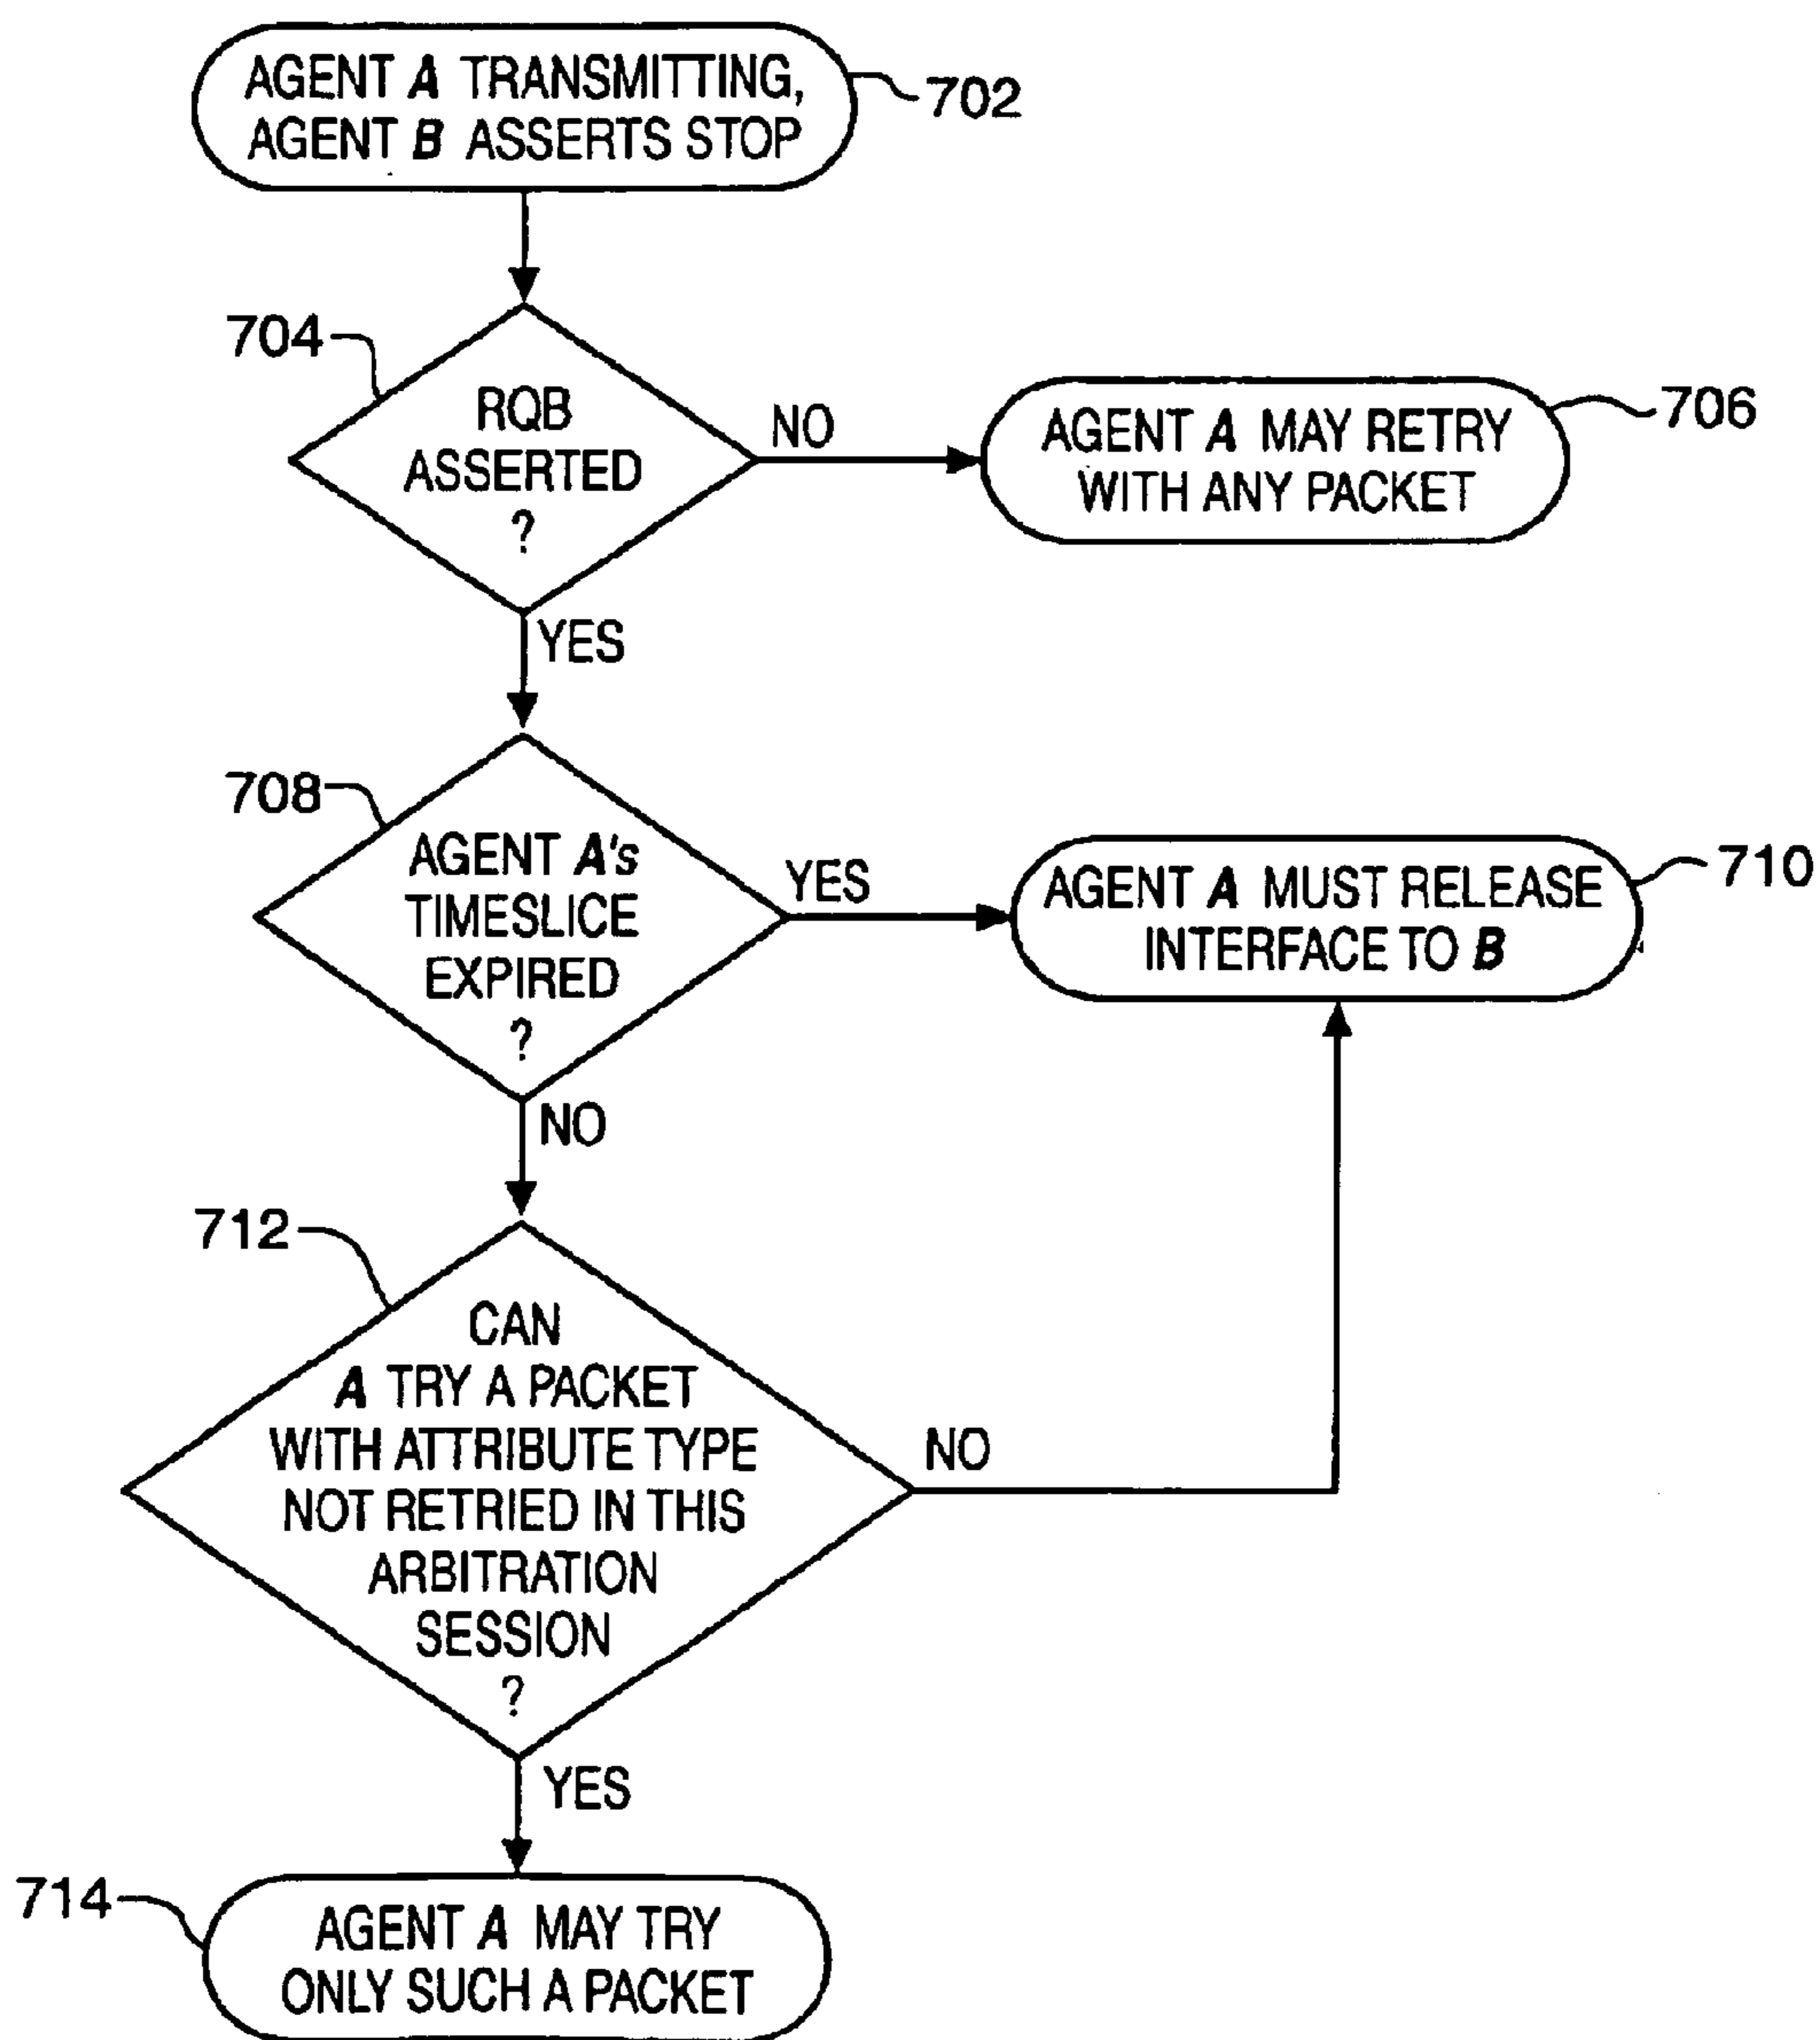 AGENT A TRANSMITTING,
AGENT B ASSERTS STOP
702
704
RQB
ASSERTED
?
NO
AGENT A MAY RETRY
WITH ANY PACKET
706
YES
708
AGENT A's
TIMESLICE
EXPIRED
?
YES
AGENT A MUST RELEASE
INTERFACE TO B
710
NO
712
CAN
A TRY A PACKET
WITH ATTRIBUTE TYPE
NOT RETRIED IN THIS
ARBITRATION
SESSION
?
NO
YES
714
AGENT A MAY TRY
ONLY SUCH A PACKET